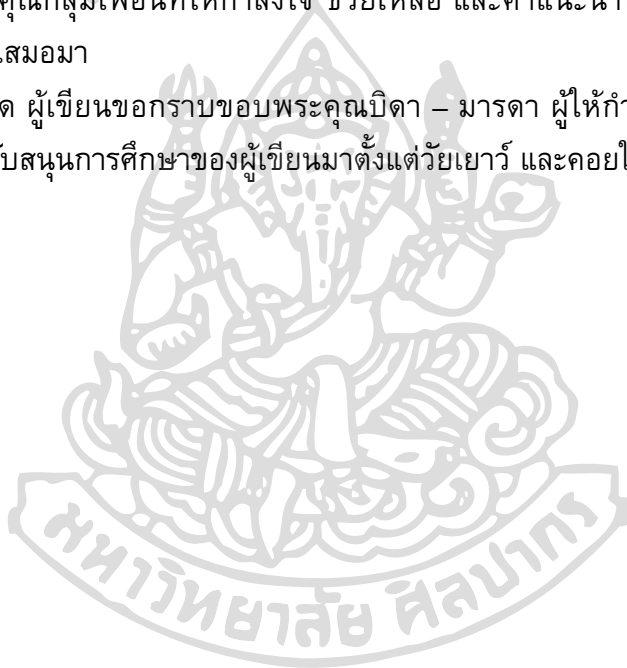 คุณกลุ่มเพื่อนที่ให้กำลังใจ ช่วยเหลือ และคำแนะนำ
เสมอมา
ด ผู้เขียนขอกราบขอบพระคุณบิดา – มารดา ผู้ให้กำ
ับสนุนการศึกษาของผู้เขียนมาตั้งแต่วัยเยาว์ และคอยใ
มหาวิทยาลัย ศิลปากร